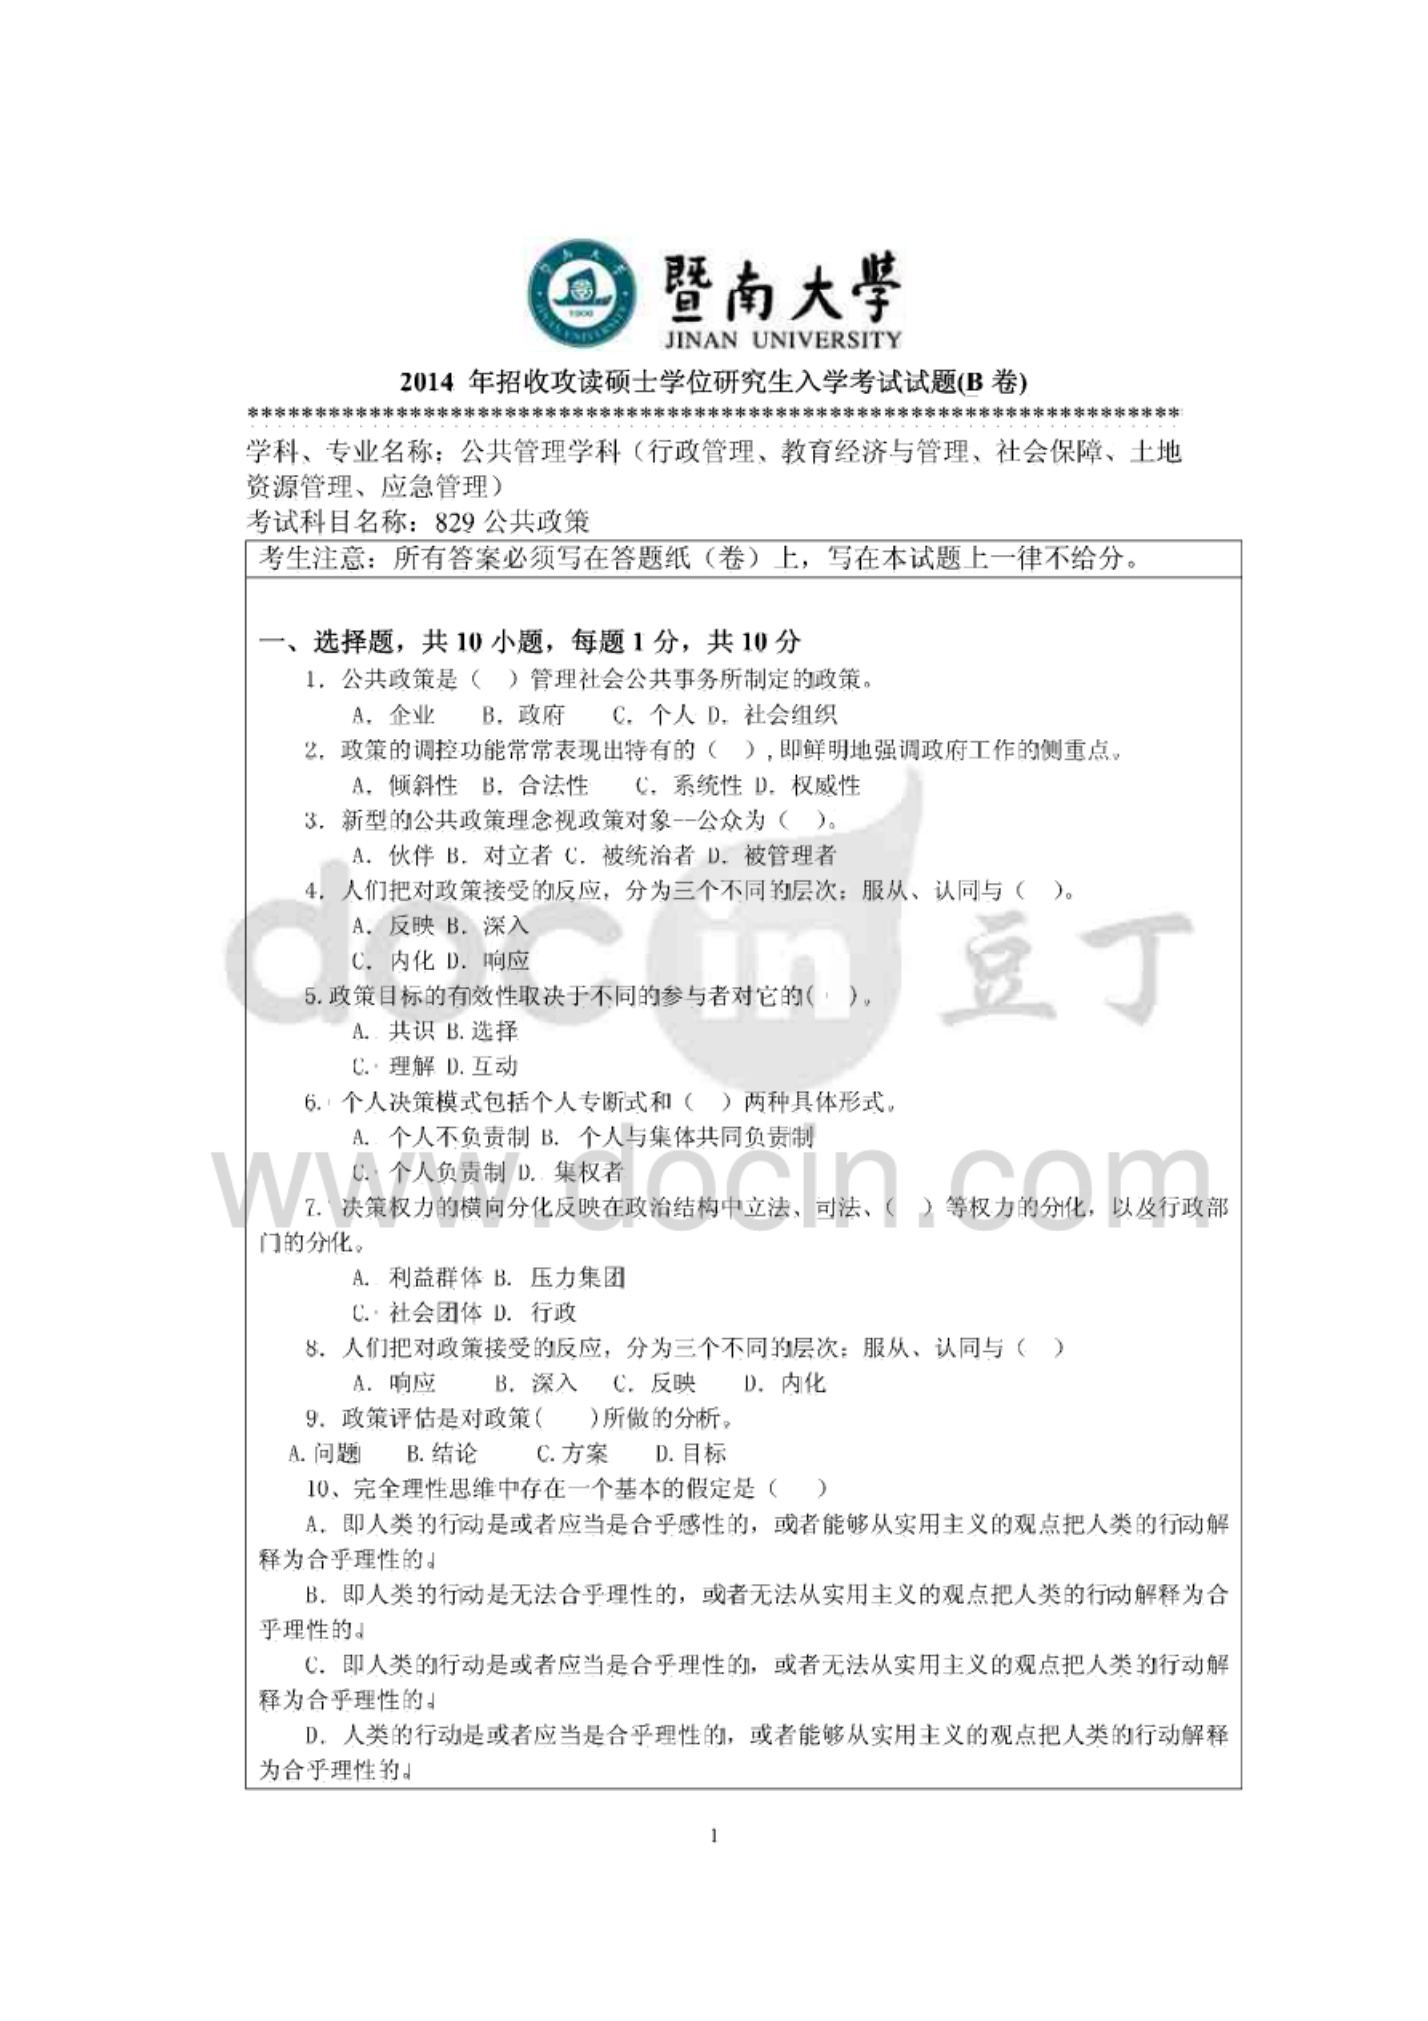 暨南大學
JINAN UNIVERSITY
2014 年招收攻读硕士学位研究生入学考试试题(B 卷)
********************************************************************
学科、专业名称：公共管理学科（行政管理、教育经济与管理、社会保障、土地
资源管理、应急管理）
考试科目名称：829 公共政策
考生注意：所有答案必须写在答题纸（卷）上，写在本试题上一律不给分。
一、选择题，共 10 小题，每题 1 分，共 10 分
1．公共政策是（　）管理社会公共事务所制定的政策。
A．企业　　B．政府　　C．个人 D．社会组织
2．政策的调控功能常常表现出特有的（　）,即鲜明地强调政府工作的侧重点。
A．倾斜性　B．合法性　　C．系统性 D．权威性
3．新型的公共政策理念视政策对象--公众为（　）。
A．伙伴 B．对立者 C．被统治者 D．被管理者
4．人们把对政策接受的反应，分为三个不同的层次：服从、认同与（　）。
A．反映 B．深入
C．内化 D．响应
5.政策目标的有效性取决于不同的参与者对它的(　)。
A. 共识 B.选择
C. 理解 D.互动
6. 个人决策模式包括个人专断式和（　）两种具体形式。
A. 个人不负责制 B. 个人与集体共同负责制
C. 个人负责制 D. 集权者
7. 决策权力的横向分化反映在政治结构中立法、司法、（　）等权力的分化，以及行政部
门的分化。
A. 利益群体 B. 压力集团
C. 社会团体 D. 行政
8．人们把对政策接受的反应，分为三个不同的层次：服从、认同与（　）
A．响应　　B．深入　C．反映　　D．内化
9．政策评估是对政策(　　)所做的分析。
A.问题　　B.结论　　C.方案　　D.目标
10、完全理性思维中存在一个基本的假定是（　）
A．即人类的行动是或者应当是合乎感性的，或者能够从实用主义的观点把人类的行动解
释为合乎理性的。
B．即人类的行动是无法合乎理性的，或者无法从实用主义的观点把人类的行动解释为合
乎理性的。
C．即人类的行动是或者应当是合乎理性的，或者无法从实用主义的观点把人类的行动解
释为合乎理性的。
D．人类的行动是或者应当是合乎理性的，或者能够从实用主义的观点把人类的行动解释
为合乎理性的。
1
docin 豆丁
www.docin.com